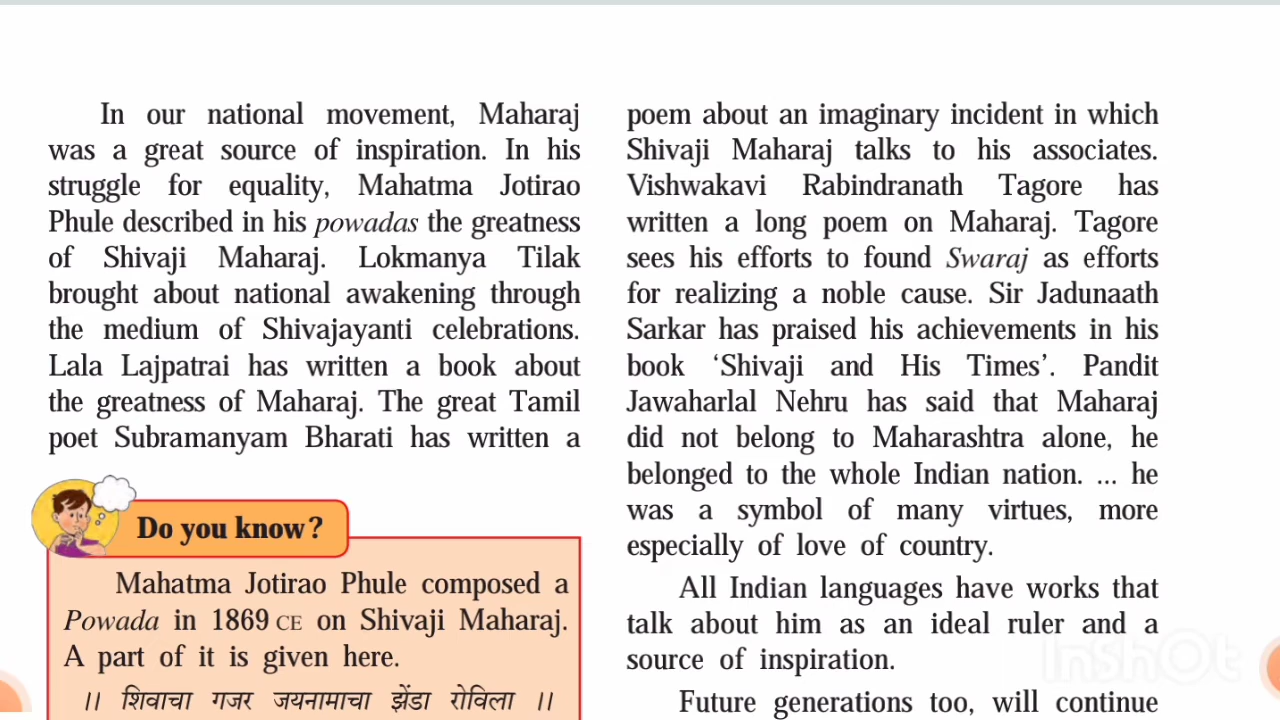 In our national movement, Maharaj
was a great source of inspiration. In his
struggle for equality, Mahatma Jotirao
Phule described in his powadas the greatness
of Shivaji Maharaj. Lokmanya Tilak
brought about national awakening through
the medium of Shivajayanti celebrations.
Lala Lajpatrai has written a book about
the greatness of Maharaj. The great Tamil
poet Subramanyam Bharati has written a
Do you know?
Mahatma Jotirao Phule composed a
Powada in 1869 CE on Shivaji Maharaj.
A part of it is given here.
।। शिवाचा गजर जयनामाचा झेंडा रोविला ।।
poem about an imaginary incident in which
Shivaji Maharaj talks to his associates.
Vishwakavi Rabindranath Tagore has
written a long poem on Maharaj. Tagore
sees his efforts to found Swaraj as efforts
for realizing a noble cause. Sir Jadunaath
Sarkar has praised his achievements in his
book ‘Shivaji and His Times’. Pandit
Jawaharlal Nehru has said that Maharaj
did not belong to Maharashtra alone, he
belonged to the whole Indian nation. ... he
was a symbol of many virtues, more
especially of love of country.
All Indian languages have works that
talk about him as an ideal ruler and a
source of inspiration.
Future generations too, will continue
InShOt